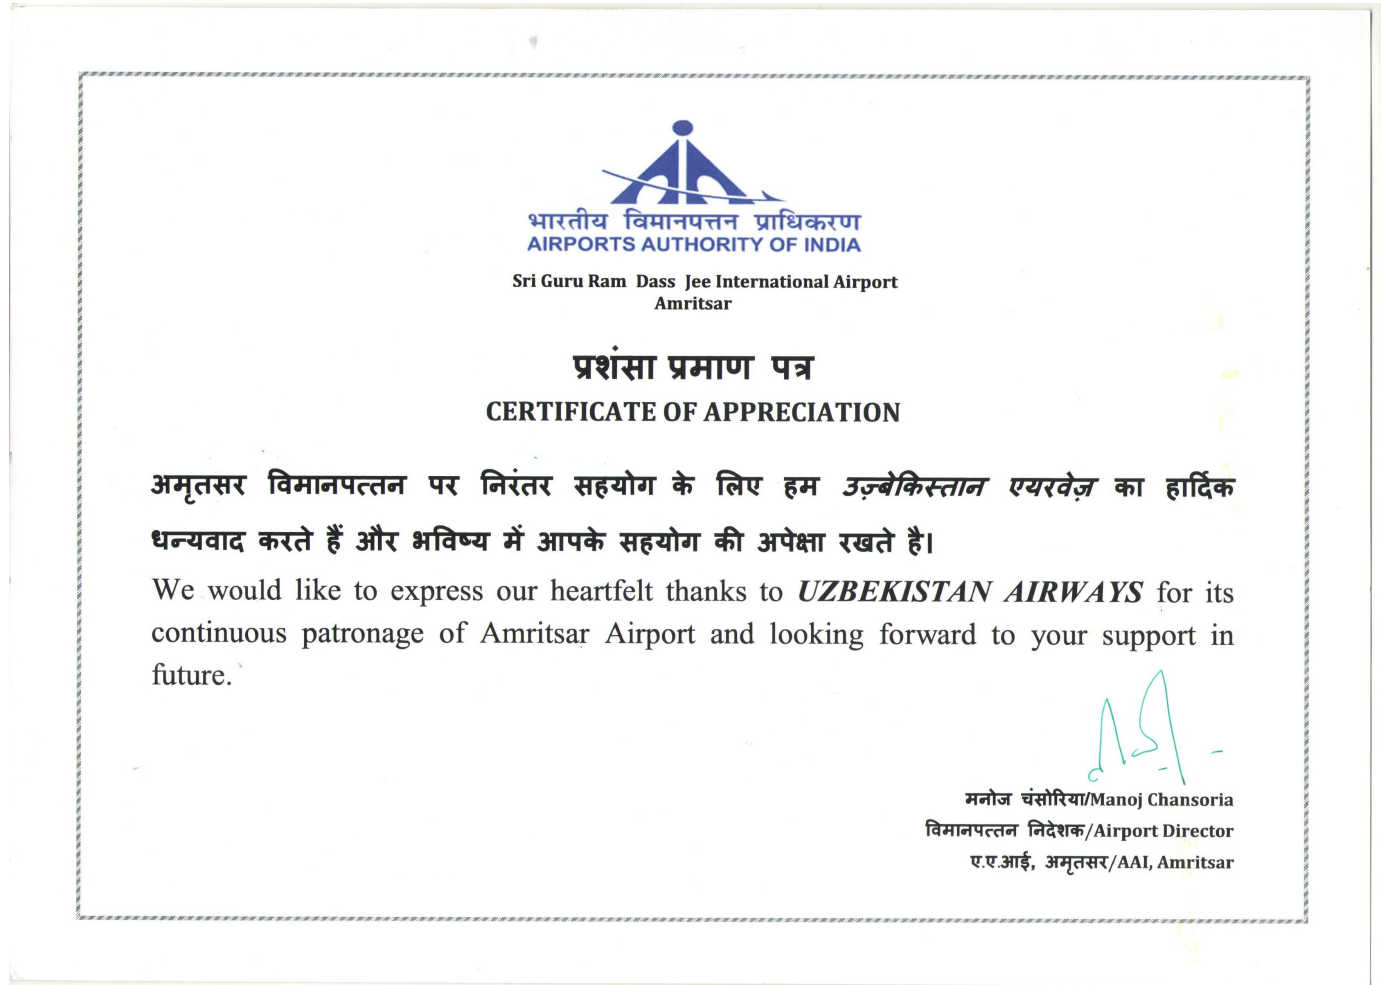 भारतीय विमानपत्तन प्राधिकरण
AIRPORTS AUTHORITY OF INDIA
Sri Guru Ram Dass Jee International Airport
Amritsar
प्रशंसा प्रमाण पत्र
CERTIFICATE OF APPRECIATION
अमृतसर विमानपत्तन पर निरंतर सहयोग के लिए हम उज़्बेकिस्तान एयरवेज़ का हार्दिक
धन्यवाद करते हैं और भविष्य में आपके सहयोग की अपेक्षा रखते है।
We would like to express our heartfelt thanks to UZBEKISTAN AIRWAYS for its
continuous patronage of Amritsar Airport and looking forward to your support in
future.
मनोज चंसोरिया/Manoj Chansoria
विमानपत्तन निदेशक/Airport Director
ए.ए.आई, अमृतसर/AAI, Amritsar